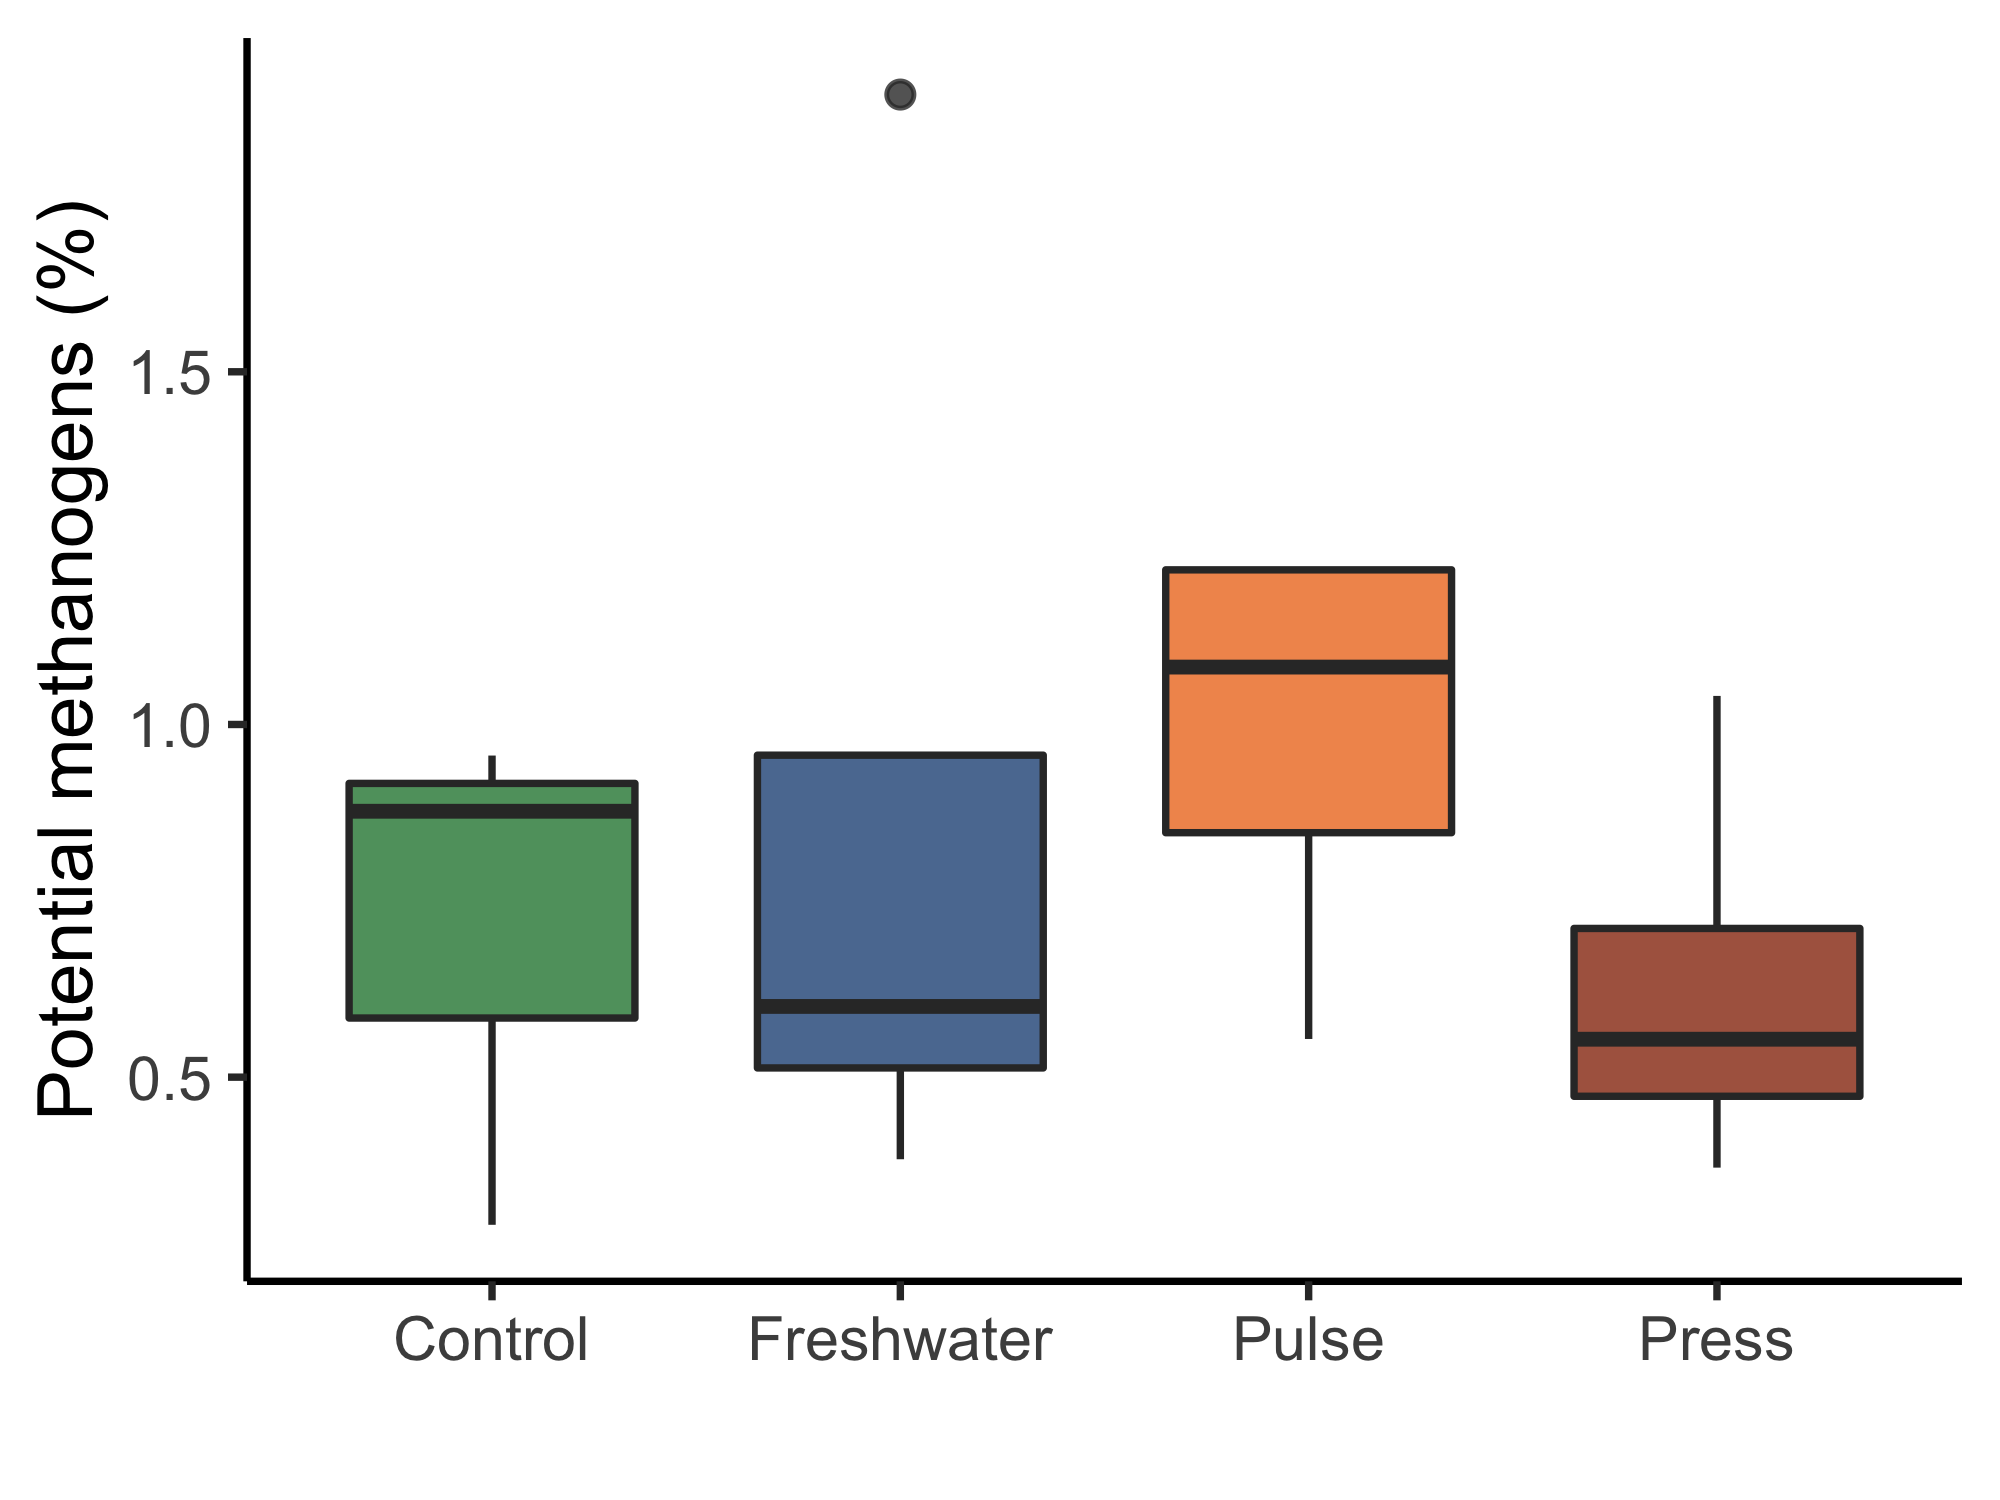 Potential methanogens (%)
1.5
1.0
0.5
Control
Freshwater
Pulse
Press